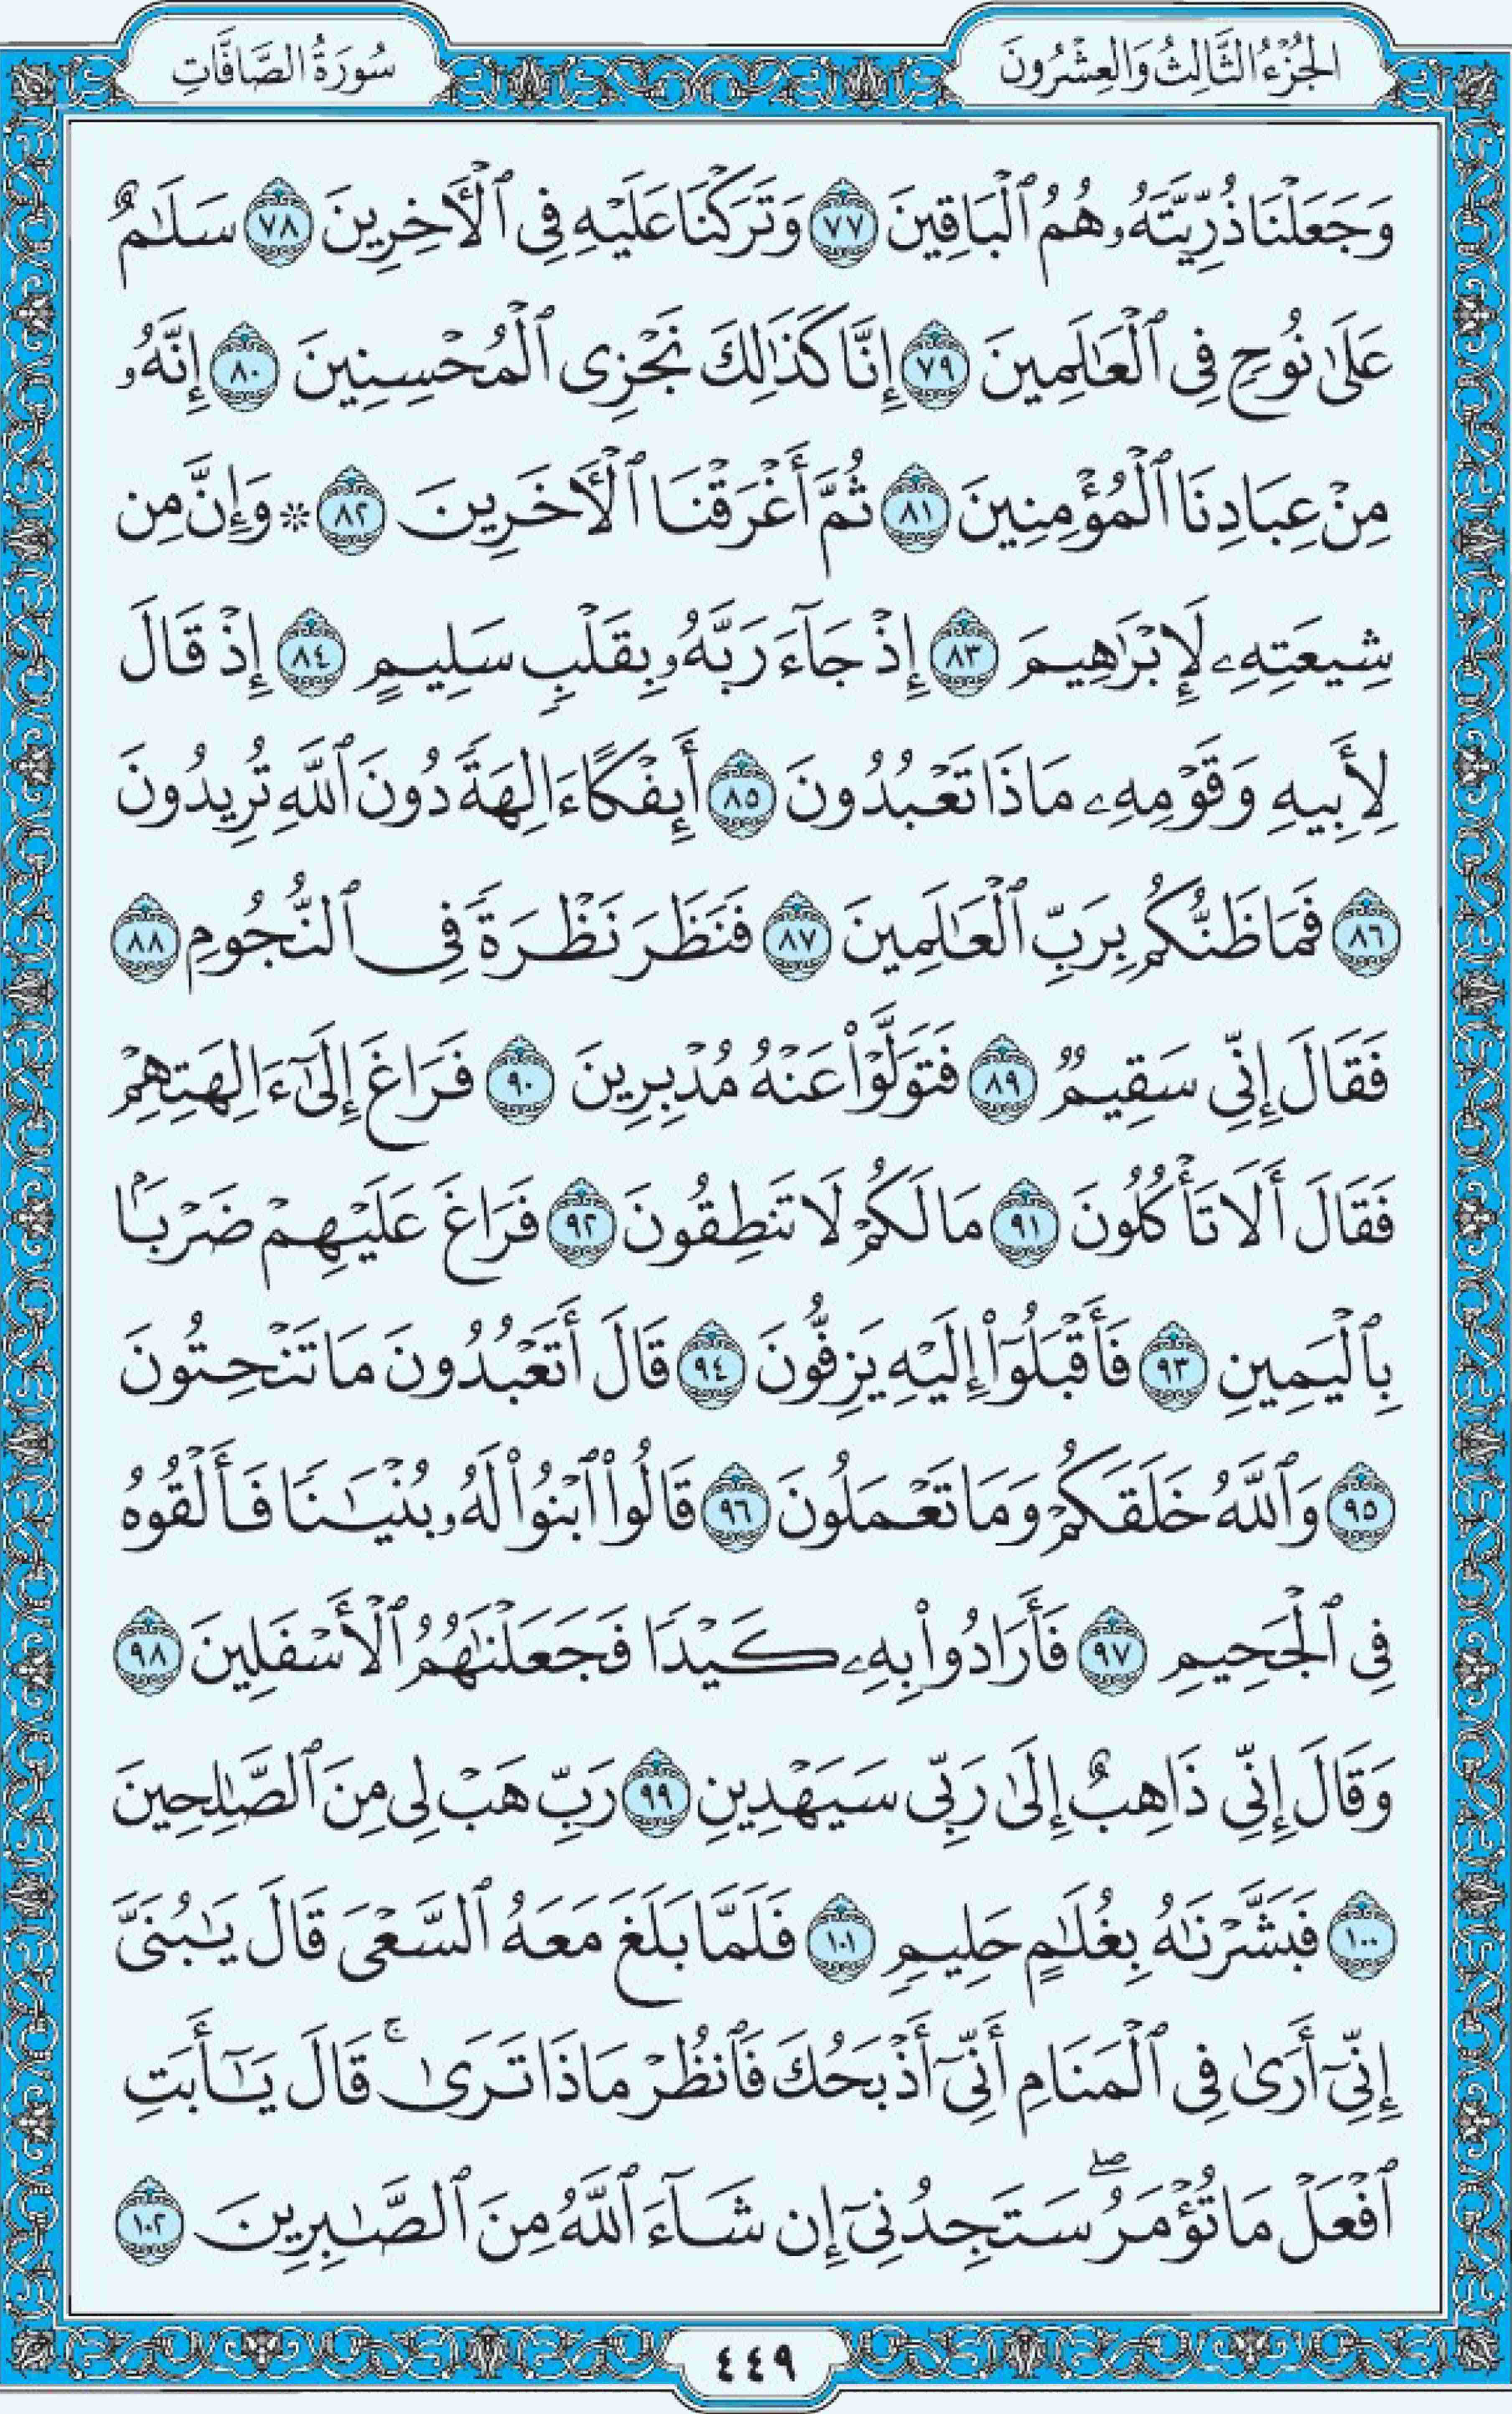 الجُزْءُ الثَّالِثُ وَالعِشْرُونَ
سُورَةُ الصَّافَّاتِ
وَجَعَلْنَا ذُرِّيَّتَهُۥ هُمُ ٱلْبَاقِينَ ٧٧ وَتَرَكْنَا عَلَيْهِ فِى ٱلْأَخِرِينَ ٧٨ سَلَٰمٌ
عَلَىٰ نُوحٍ فِى ٱلْعَٰلَمِينَ ٧٩ إِنَّا كَذَٰلِكَ نَجْزِى ٱلْمُحْسِنِينَ ٨٠ إِنَّهُۥ
مِنْ عِبَادِنَا ٱلْمُؤْمِنِينَ ٨١ ثُمَّ أَغْرَقْنَا ٱلْأَخَرِينَ ٨٢ ۞ وَإِنَّ مِن
شِيعَتِهِۦ لَإِبْرَٰهِيمَ ٨٣ إِذْ جَآءَ رَبَّهُۥ بِقَلْبٍ سَلِيمٍ ٨٤ إِذْ قَالَ
لِأَبِيهِ وَقَوْمِهِۦ مَاذَا تَعْبُدُونَ ٨٥ أَئِفْكًا ءَالِهَةً دُونَ ٱللَّهِ تُرِيدُونَ
٨٦ فَمَا ظَنُّكُم بِرَبِّ ٱلْعَٰلَمِينَ ٨٧ فَنَظَرَ نَظْرَةً فِى ٱلنُّجُومِ ٨٨
فَقَالَ إِنِّى سَقِيمٌ ٨٩ فَتَوَلَّوْا۟ عَنْهُ مُدْبِرِينَ ٩٠ فَرَاغَ إِلَىٰٓ ءَالِهَتِهِمْ
فَقَالَ أَلَا تَأْكُلُونَ ٩١ مَا لَكُمْ لَا تَنطِقُونَ ٩٢ فَرَاغَ عَلَيْهِمْ ضَرْبًۢا
بِٱلْيَمِينِ ٩٣ فَأَقْبَلُوٓا۟ إِلَيْهِ يَزِفُّونَ ٩٤ قَالَ أَتَعْبُدُونَ مَا تَنْحِتُونَ
٩٥ وَٱللَّهُ خَلَقَكُمْ وَمَا تَعْمَلُونَ ٩٦ قَالُوا۟ ٱبْنُوا۟ لَهُۥ بُنْيَٰنًا فَأَلْقُوهُ
فِى ٱلْجَحِيمِ ٩٧ فَأَرَادُوا۟ بِهِۦ كَيْدًا فَجَعَلْنَٰهُمُ ٱلْأَسْفَلِينَ ٩٨
وَقَالَ إِنِّى ذَاهِبٌ إِلَىٰ رَبِّى سَيَهْدِينِ ٩٩ رَبِّ هَبْ لِى مِنَ ٱلصَّٰلِحِينَ
١٠٠ فَبَشَّرْنَٰهُ بِغُلَٰمٍ حَلِيمٍ ١٠١ فَلَمَّا بَلَغَ مَعَهُ ٱلسَّعْىَ قَالَ يَٰبُنَىَّ
إِنِّىٓ أَرَىٰ فِى ٱلْمَنَامِ أَنِّىٓ أَذْبَحُكَ فَٱنظُرْ مَاذَا تَرَىٰ ۚ قَالَ يَٰٓأَبَتِ
ٱفْعَلْ مَا تُؤْمَرُ ۖ سَتَجِدُنِىٓ إِن شَآءَ ٱللَّهُ مِنَ ٱلصَّٰبِرِينَ ١٠٢
٤٤٩